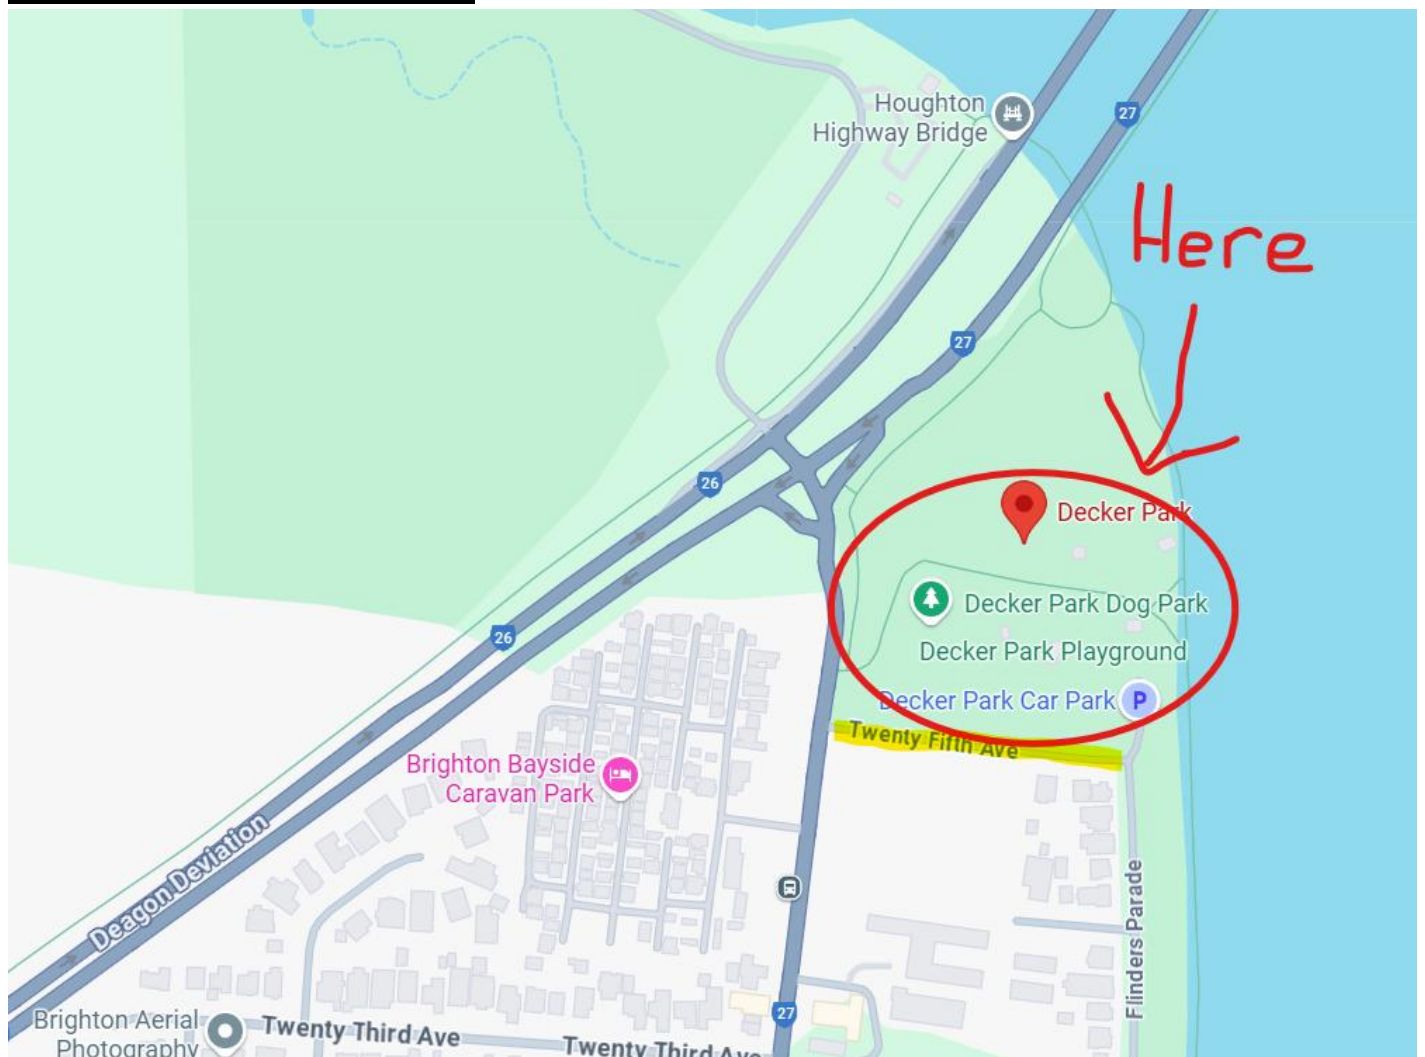 Houghton
Highway Bridge
27
Here
27
26
Decker Park
Decker Park Dog Park
26
Decker Park Playground
Decker Park Car Park P
Twenty Fifth Ave
Brighton Bayside
Caravan Park
Deagon Deviation
Flinders Parade
27
Brighton Aerial
Photography
Twenty Third Ave
Twenty Third Ave